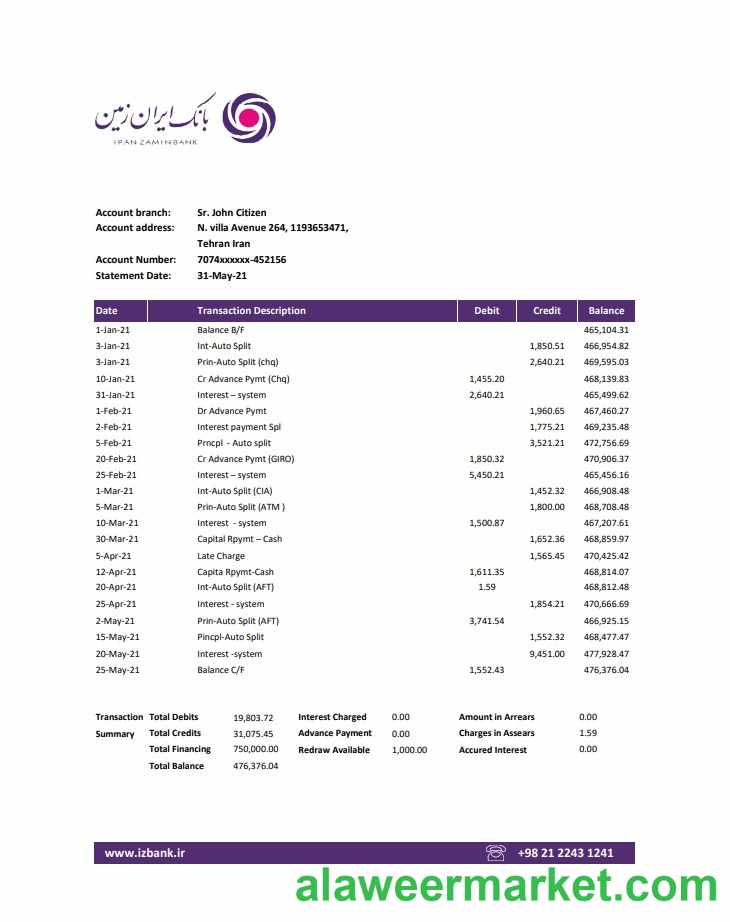 بانک ایران زمین
IRAN ZAMIN BANK
Account branch: Sr. John Citizen
Account address: N. villa Avenue 264, 1193653471,
Tehran Iran
Account Number: 7074xxxxxx-452156
Statement Date: 31-May-21
Date Transaction Description Debit Credit Balance
1-Jan-21 Balance B/F 465,104.31
3-Jan-21 Int-Auto Split 1,850.51 466,954.82
3-Jan-21 Prin-Auto Split (chq) 2,640.21 469,595.03
10-Jan-21 Cr Advance Pymt (Chq) 1,455.20 468,139.83
31-Jan-21 Interest – system 2,640.21 465,499.62
1-Feb-21 Dr Advance Pymt 1,960.65 467,460.27
2-Feb-21 Interest payment Spl 1,775.21 469,235.48
5-Feb-21 Prncpl - Auto split 3,521.21 472,756.69
20-Feb-21 Cr Advance Pymt (GIRO) 1,850.32 470,906.37
25-Feb-21 Interest – system 5,450.21 465,456.16
1-Mar-21 Int-Auto Split (CIA) 1,452.32 466,908.48
5-Mar-21 Prin-Auto Split (ATM ) 1,800.00 468,708.48
10-Mar-21 Interest - system 1,500.87 467,207.61
30-Mar-21 Capital Rpymt – Cash 1,652.36 468,859.97
5-Apr-21 Late Charge 1,565.45 470,425.42
12-Apr-21 Capita Rpymt-Cash 1,611.35 468,814.07
20-Apr-21 Int-Auto Split (AFT) 1.59 468,812.48
25-Apr-21 Interest - system 1,854.21 470,666.69
2-May-21 Prin-Auto Split (AFT) 3,741.54 466,925.15
15-May-21 Pincpl-Auto Split 1,552.32 468,477.47
20-May-21 Interest -system 9,451.00 477,928.47
25-May-21 Balance C/F 1,552.43 476,376.04
Transaction Total Debits 19,803.72 Interest Charged 0.00 Amount in Arrears 0.00
Summary Total Credits 31,075.45 Advance Payment 0.00 Charges in Assears 1.59
Total Financing 750,000.00 Redraw Available 1,000.00 Accured Interest 0.00
Total Balance 476,376.04
www.izbank.ir +98 21 2243 1241
alaweermarket.com